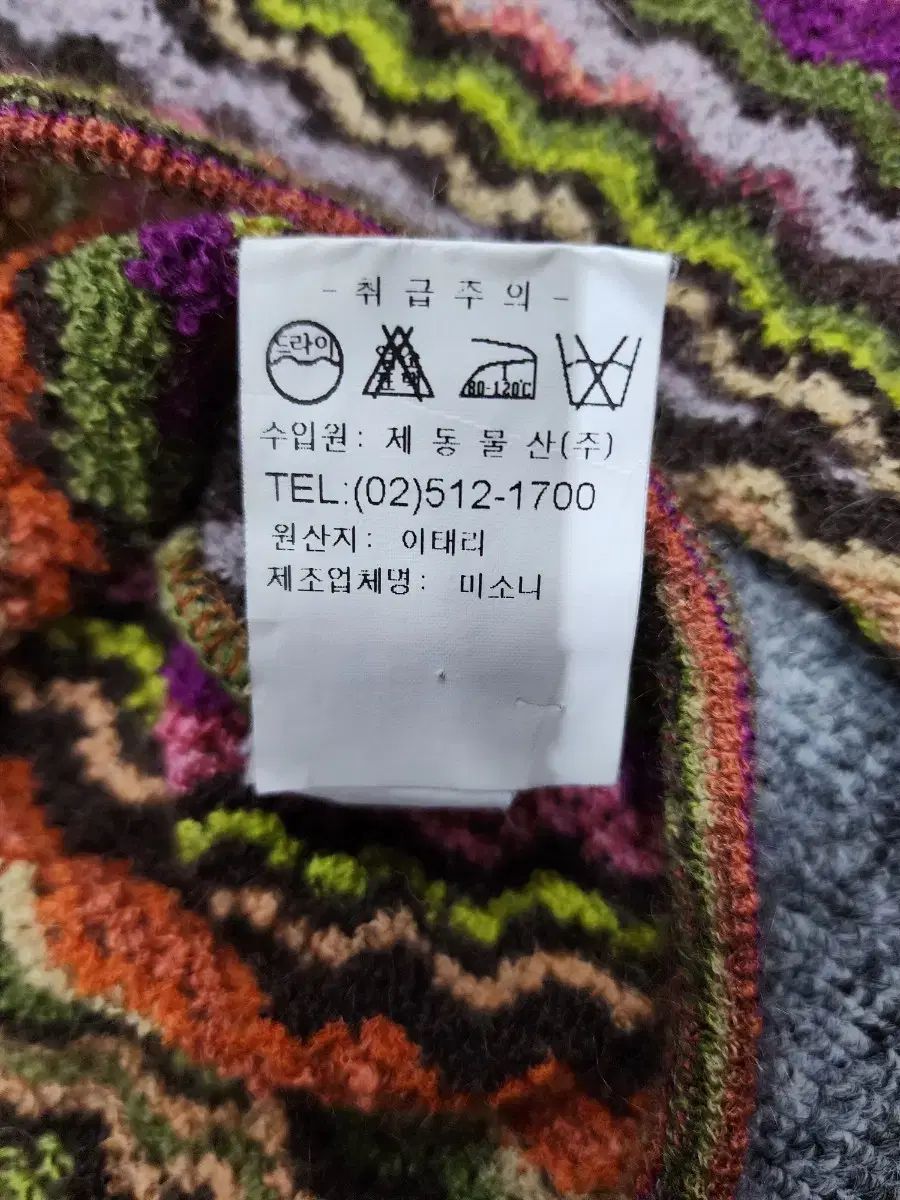 - 취 급 주 의 -
드라이 80-120℃
수입원 : 제 동 물 산(주)
TEL:(02)512-1700
원산지 : 이태리
제조업체명 : 미소니